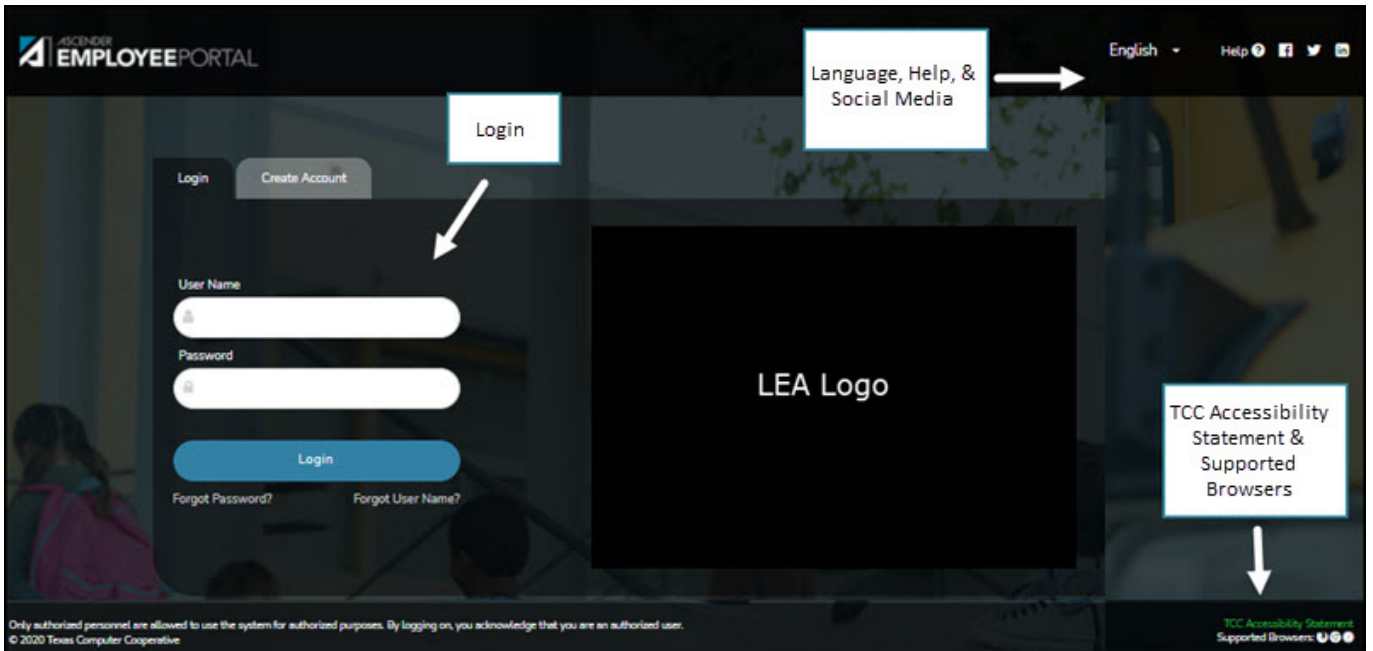 ASCENDER
EMPLOYEEPORTAL
Language, Help, &
Social Media
English
Help
Login
Login
Create Account
User Name
Password
Login
Forgot Password?
Forgot User Name?
LEA Logo
TCC Accessibility
Statement &
Supported
Browsers
Only authorized personnel are allowed to use the system for authorized purposes. By logging on, you acknowledge that you are an authorized user.
© 2020 Texas Computer Cooperative
TCC Accessibility Statement
Supported Browsers: